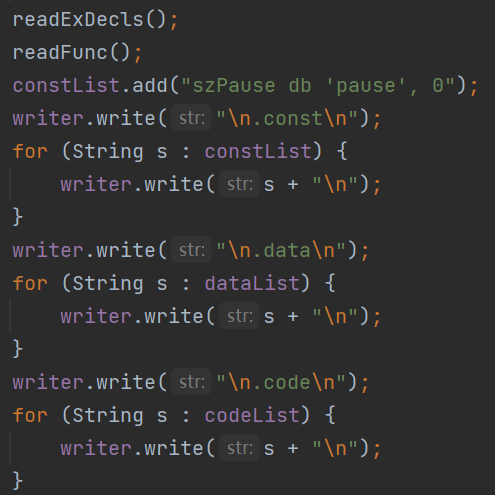 readExDecls();
readFunc();
constList.add("szPause db 'pause', 0");
writer.write( str: "\n.const\n");
for (String s : constList) {
    writer.write( str: s + "\n");
}
writer.write( str: "\n.data\n");
for (String s : dataList) {
    writer.write( str: s + "\n");
}
writer.write( str: "\n.code\n");
for (String s : codeList) {
    writer.write( str: s + "\n");
}